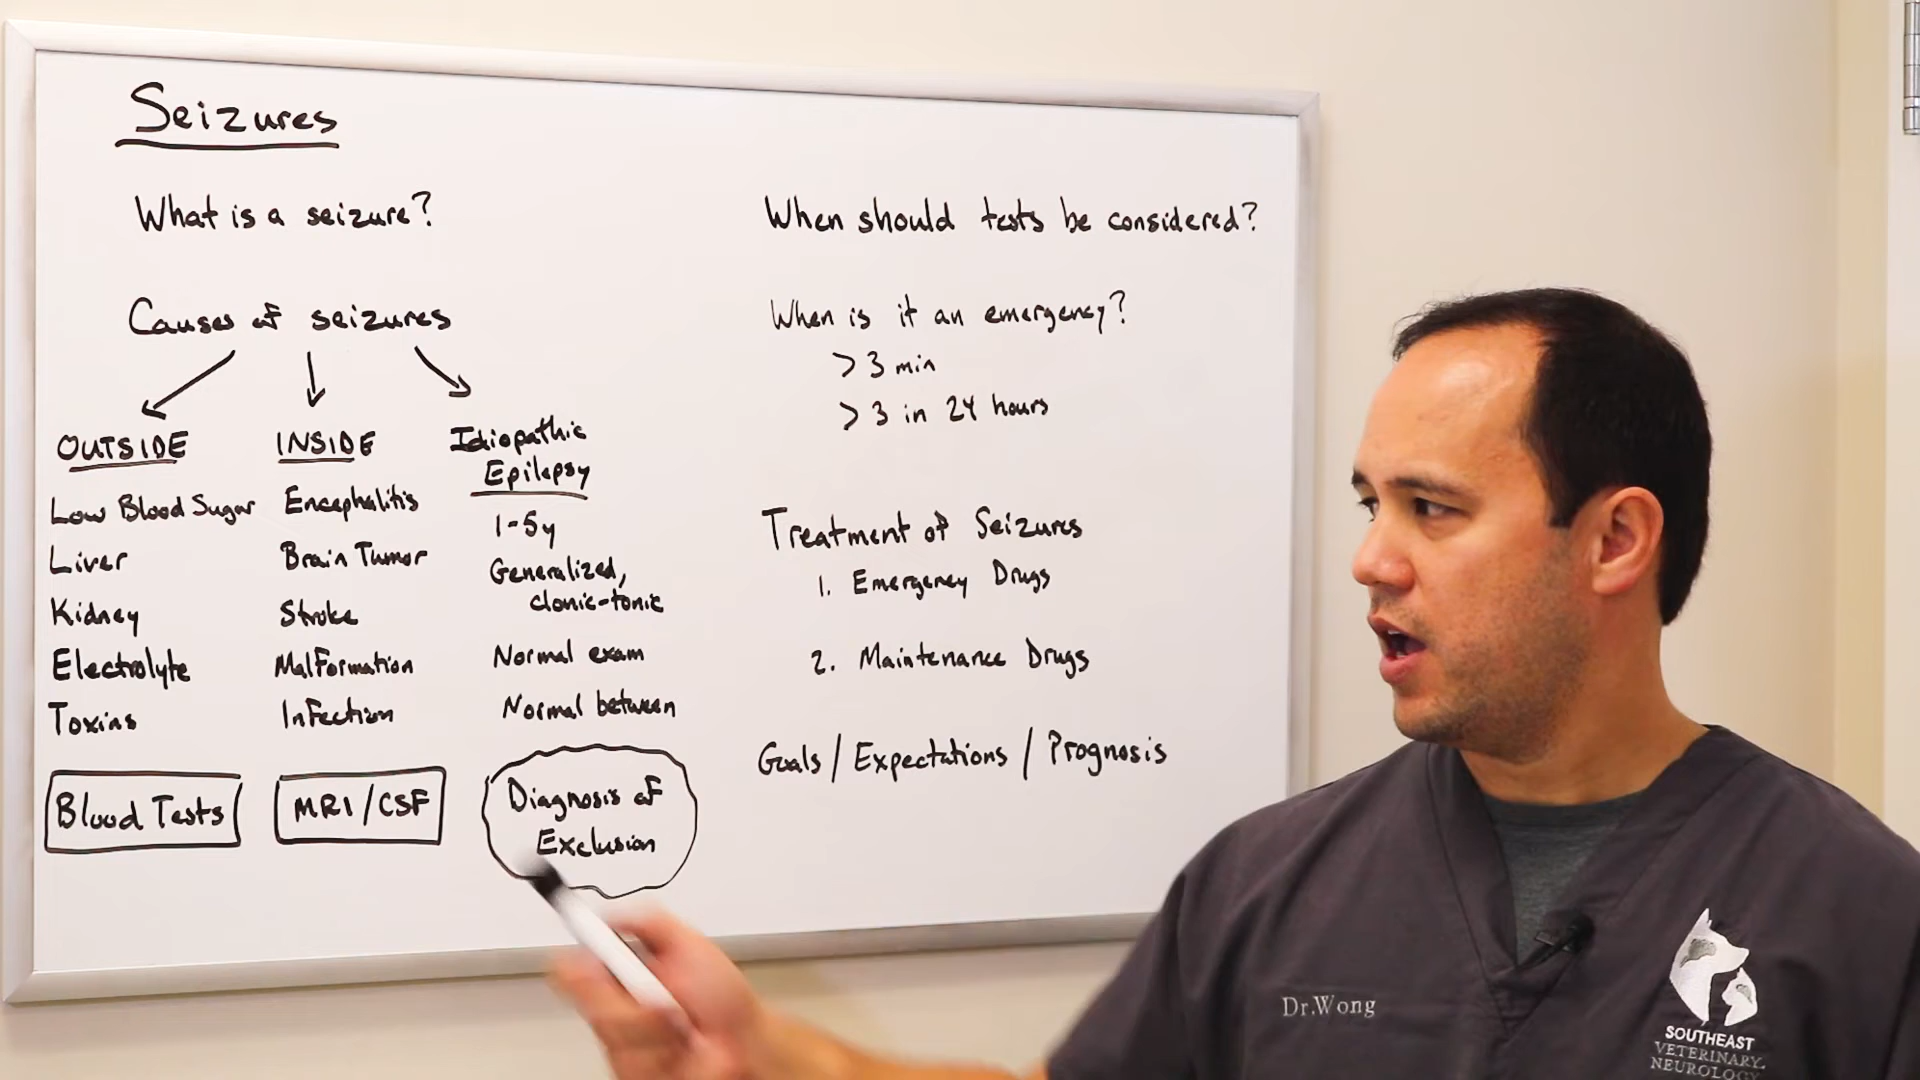 Seizures
What is a seizure?
Causes of seizures
OUTSIDE
Low Blood Sugar
Liver
Kidney
Electrolyte
Toxins
Blood Tests
INSIDE
Encephalitis
Brain Tumor
Stroke
Malformation
Infection
MRI/CSF
Idiopathic
Epilepsy
1-5y
Generalized,
clonic-tonic
Normal exam
Normal between
Diagnosis of
Exclusion
When should tests be considered?
When is it an emergency?
> 3 min
> 3 in 24 hours
Treatment of Seizures
1. Emergency Drugs
2. Maintenance Drugs
Goals / Expectations / Prognosis
Dr.Wong
SOUTHEAST
VETERINARY
NEUROLOGY